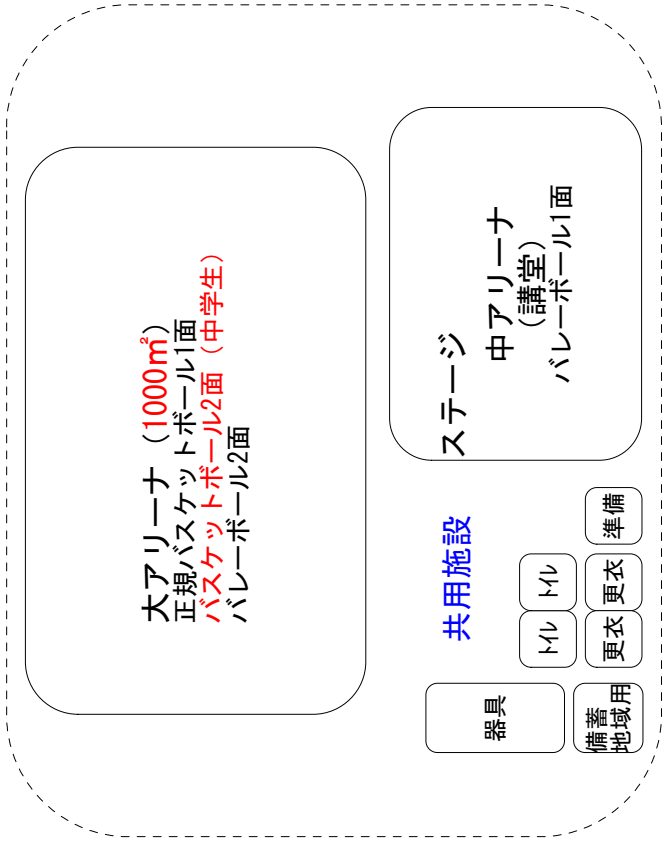 大アリーナ（1000㎡）
正規バスケットボール1面
バスケットボール2面（中学生）
バレーボール2面
ステージ
中アリーナ
（講堂）
バレーボール1面
共用施設
器具
トイレ
トイレ
準備
更衣
更衣
備蓄
地域用